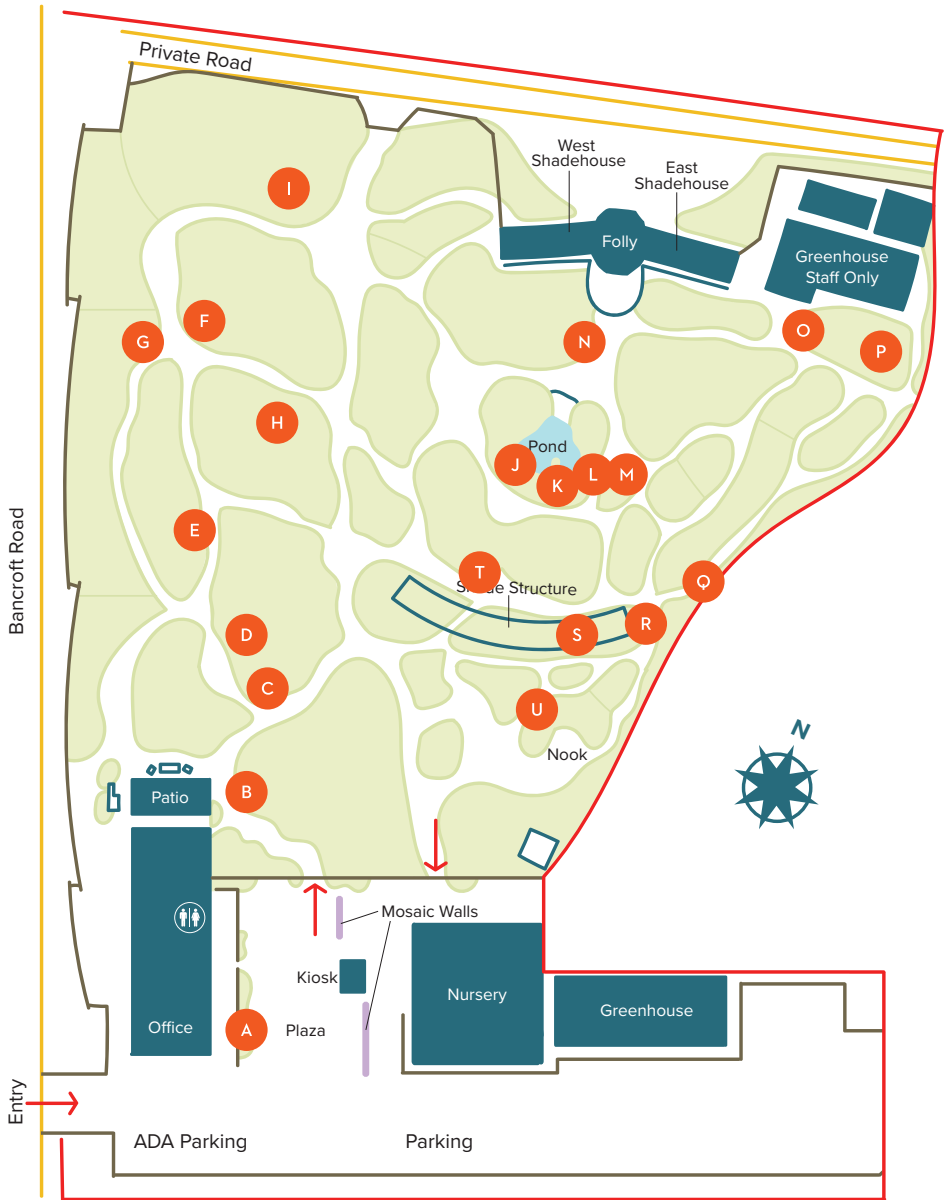 Private Road
West
Shadehouse
East
Shadehouse
I
Folly
Greenhouse
Staff Only
F
G
N
O
P
H
Pond
J
L
M
K
E
T
Q
Structure
D
S
R
C
U
N
Nook
Bancroft Road
Patio
B
Mosaic Walls
Kiosk
Nursery
Greenhouse
Office
A
Plaza
Entry
ADA Parking
Parking